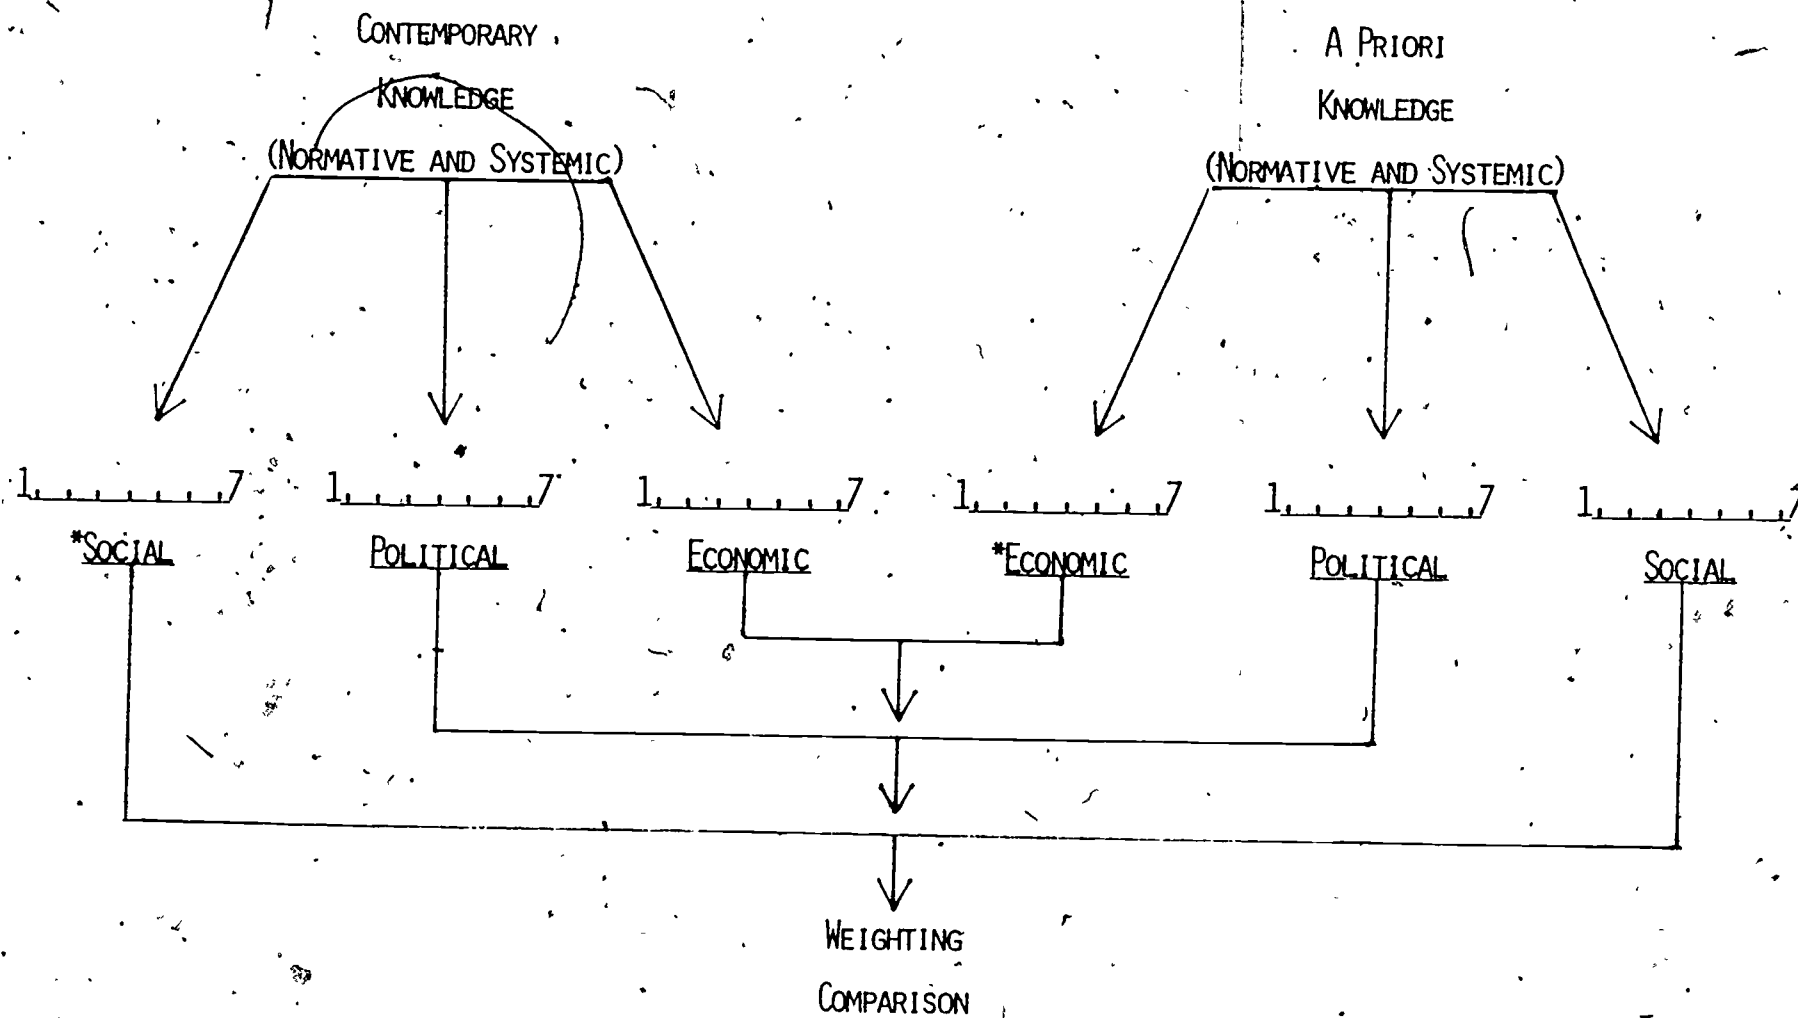 CONTEMPORARY
KNOWLEDGE
(NORMATIVE AND SYSTEMIC)
A PRIORI
KNOWLEDGE
(NORMATIVE AND SYSTEMIC)
1 7 1 7 1 7 1 7 1 7 1 7
*SOCIAL POLITICAL ECONOMIC *ECONOMIC POLITICAL SOCIAL
WEIGHTING
COMPARISON